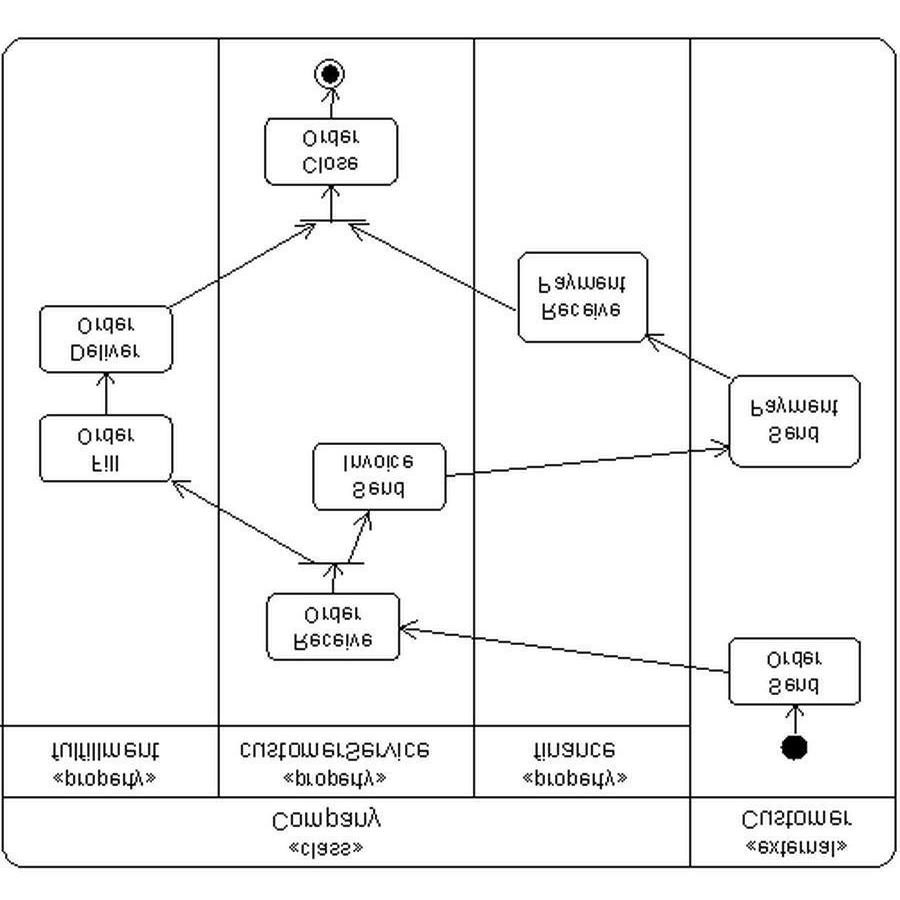 «class»
Company
«external»
Customer
«property»
fulfillment
«property»
customerService
«property»
finance
Send
Order
Receive
Order
Send
Invoice
Fill
Order
Send
Payment
Deliver
Order
Receive
Payment
Close
Order